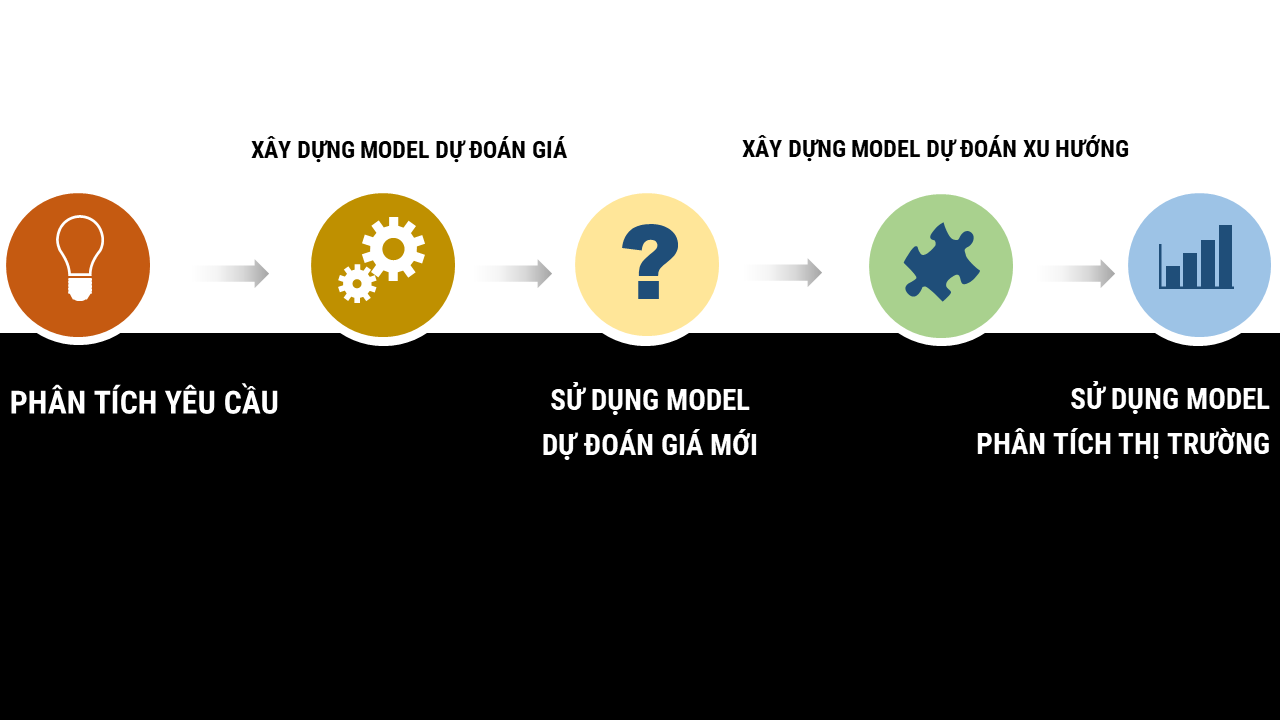 XÂY DỰNG MODEL DỰ ĐOÁN GIÁ
XÂY DỰNG MODEL DỰ ĐOÁN XU HƯỚNG
PHÂN TÍCH YÊU CẦU
SỬ DỤNG MODEL
DỰ ĐOÁN GIÁ MỚI
SỬ DỤNG MODEL
PHÂN TÍCH THỊ TRƯỜNG